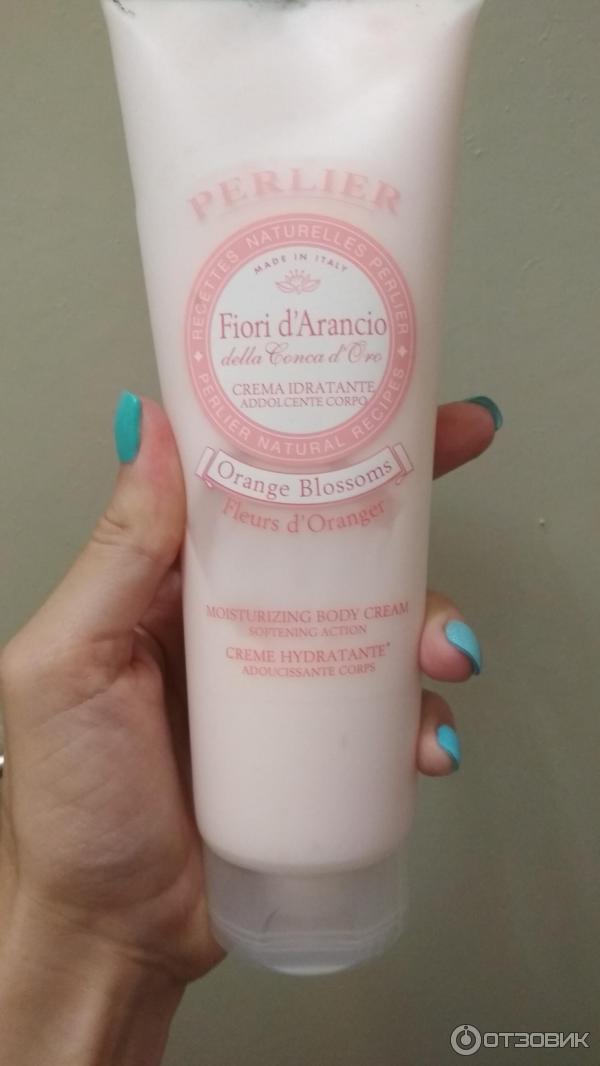 PERLIER
RECETTES NATURELLES PERLIER
MADE IN ITALY
Fiori d'Arancio
della Conca d'Oro
CREMA IDRATANTE
ADDOLCENTE CORPO
PERLIER NATURAL RECIPES
Orange Blossoms
Fleurs d'Oranger
MOISTURIZING BODY CREAM
SOFTENING ACTION
CREME HYDRATANTE*
ADOUCISSANTE CORPS
ОТЗОВИК